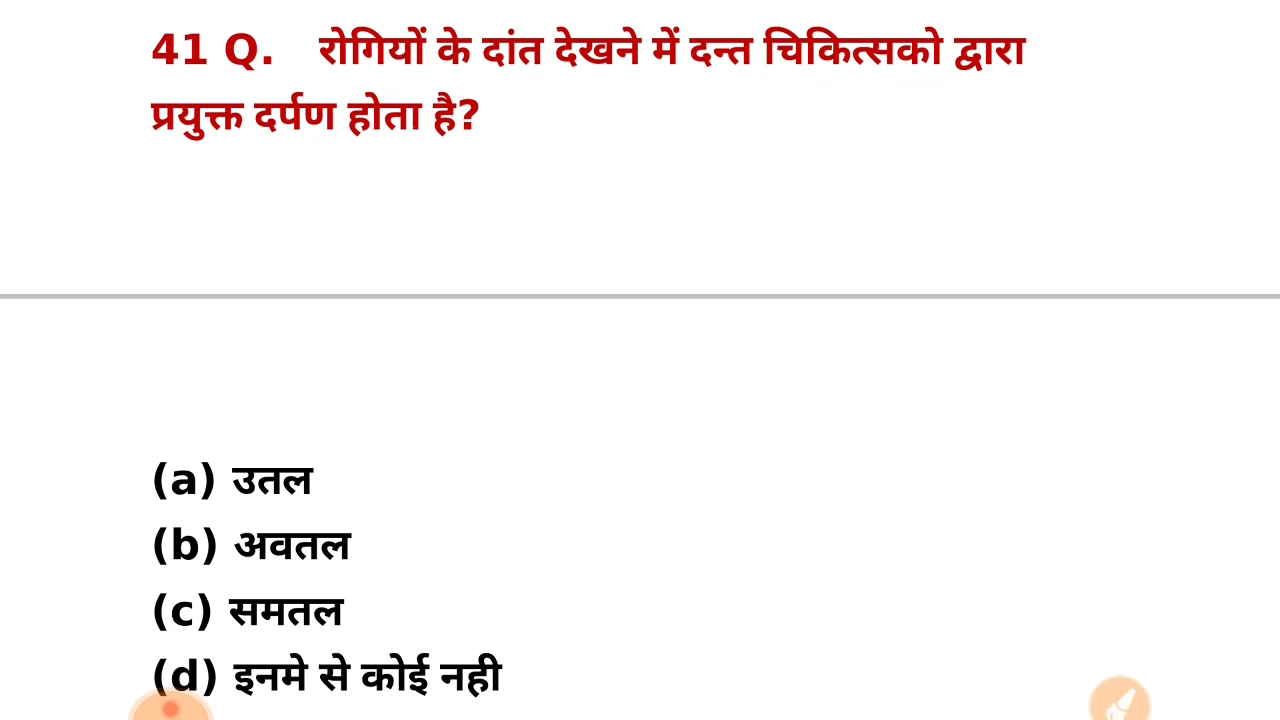 41 Q. रोगियों के दांत देखने में दन्त चिकित्सको द्वारा
प्रयुक्त दर्पण होता है?
(a) उतल
(b) अवतल
(c) समतल
(d) इनमे से कोई नही